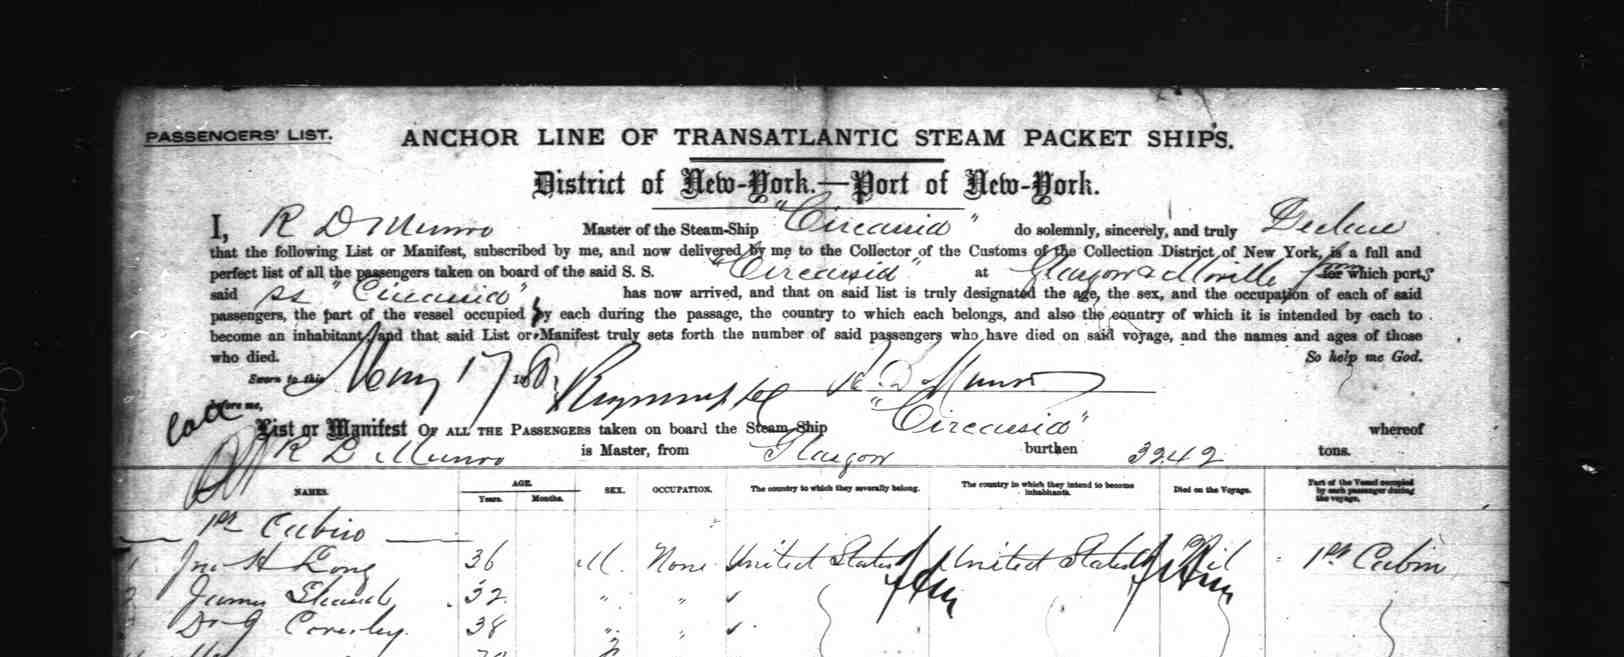 PASSENGERS' LIST. ANCHOR LINE OF TRANSATLANTIC STEAM PACKET SHIPS.
District of New-York.—Port of New-York.
I, R D Munro Master of the Steam-Ship "Circassia" do solemnly, sincerely, and truly Declare
that the following List or Manifest, subscribed by me, and now delivered by me to the Collector of the Customs of the Collection District of New York, is a full and
perfect list of all the passengers taken on board of the said S. S. "Circassia" at Glasgow & Moville from which ports
said ss "Circassia" has now arrived, and that on said list is truly designated the age, the sex, and the occupation of each of said
passengers, the part of the vessel occupied by each during the passage, the country to which each belongs, and also the country of which it is intended by each to
become an inhabitant; and that said List or Manifest truly sets forth the number of said passengers who have died on said voyage, and the names and ages of those
who died. So help me God.
Sworn to this May 17 188 R. D. Munro
before me,
List or Manifest OF ALL THE PASSENGERS taken on board the Steam-Ship "Circassia" whereof
R D Munro is Master, from Glasgow burthen 3242 tons.
NAMES. AGE. Years. Months. SEX. OCCUPATION. The country to which they severally belong. The country in which they intend to become inhabitants. Died on the Voyage. Part of the Vessel occupied by each passenger during the voyage.
1st Cabin
1 Jno H Long 36 M. None United States United States Nil 1st Cabin
2 James 32 " "
Dr J Coverley 38 " "